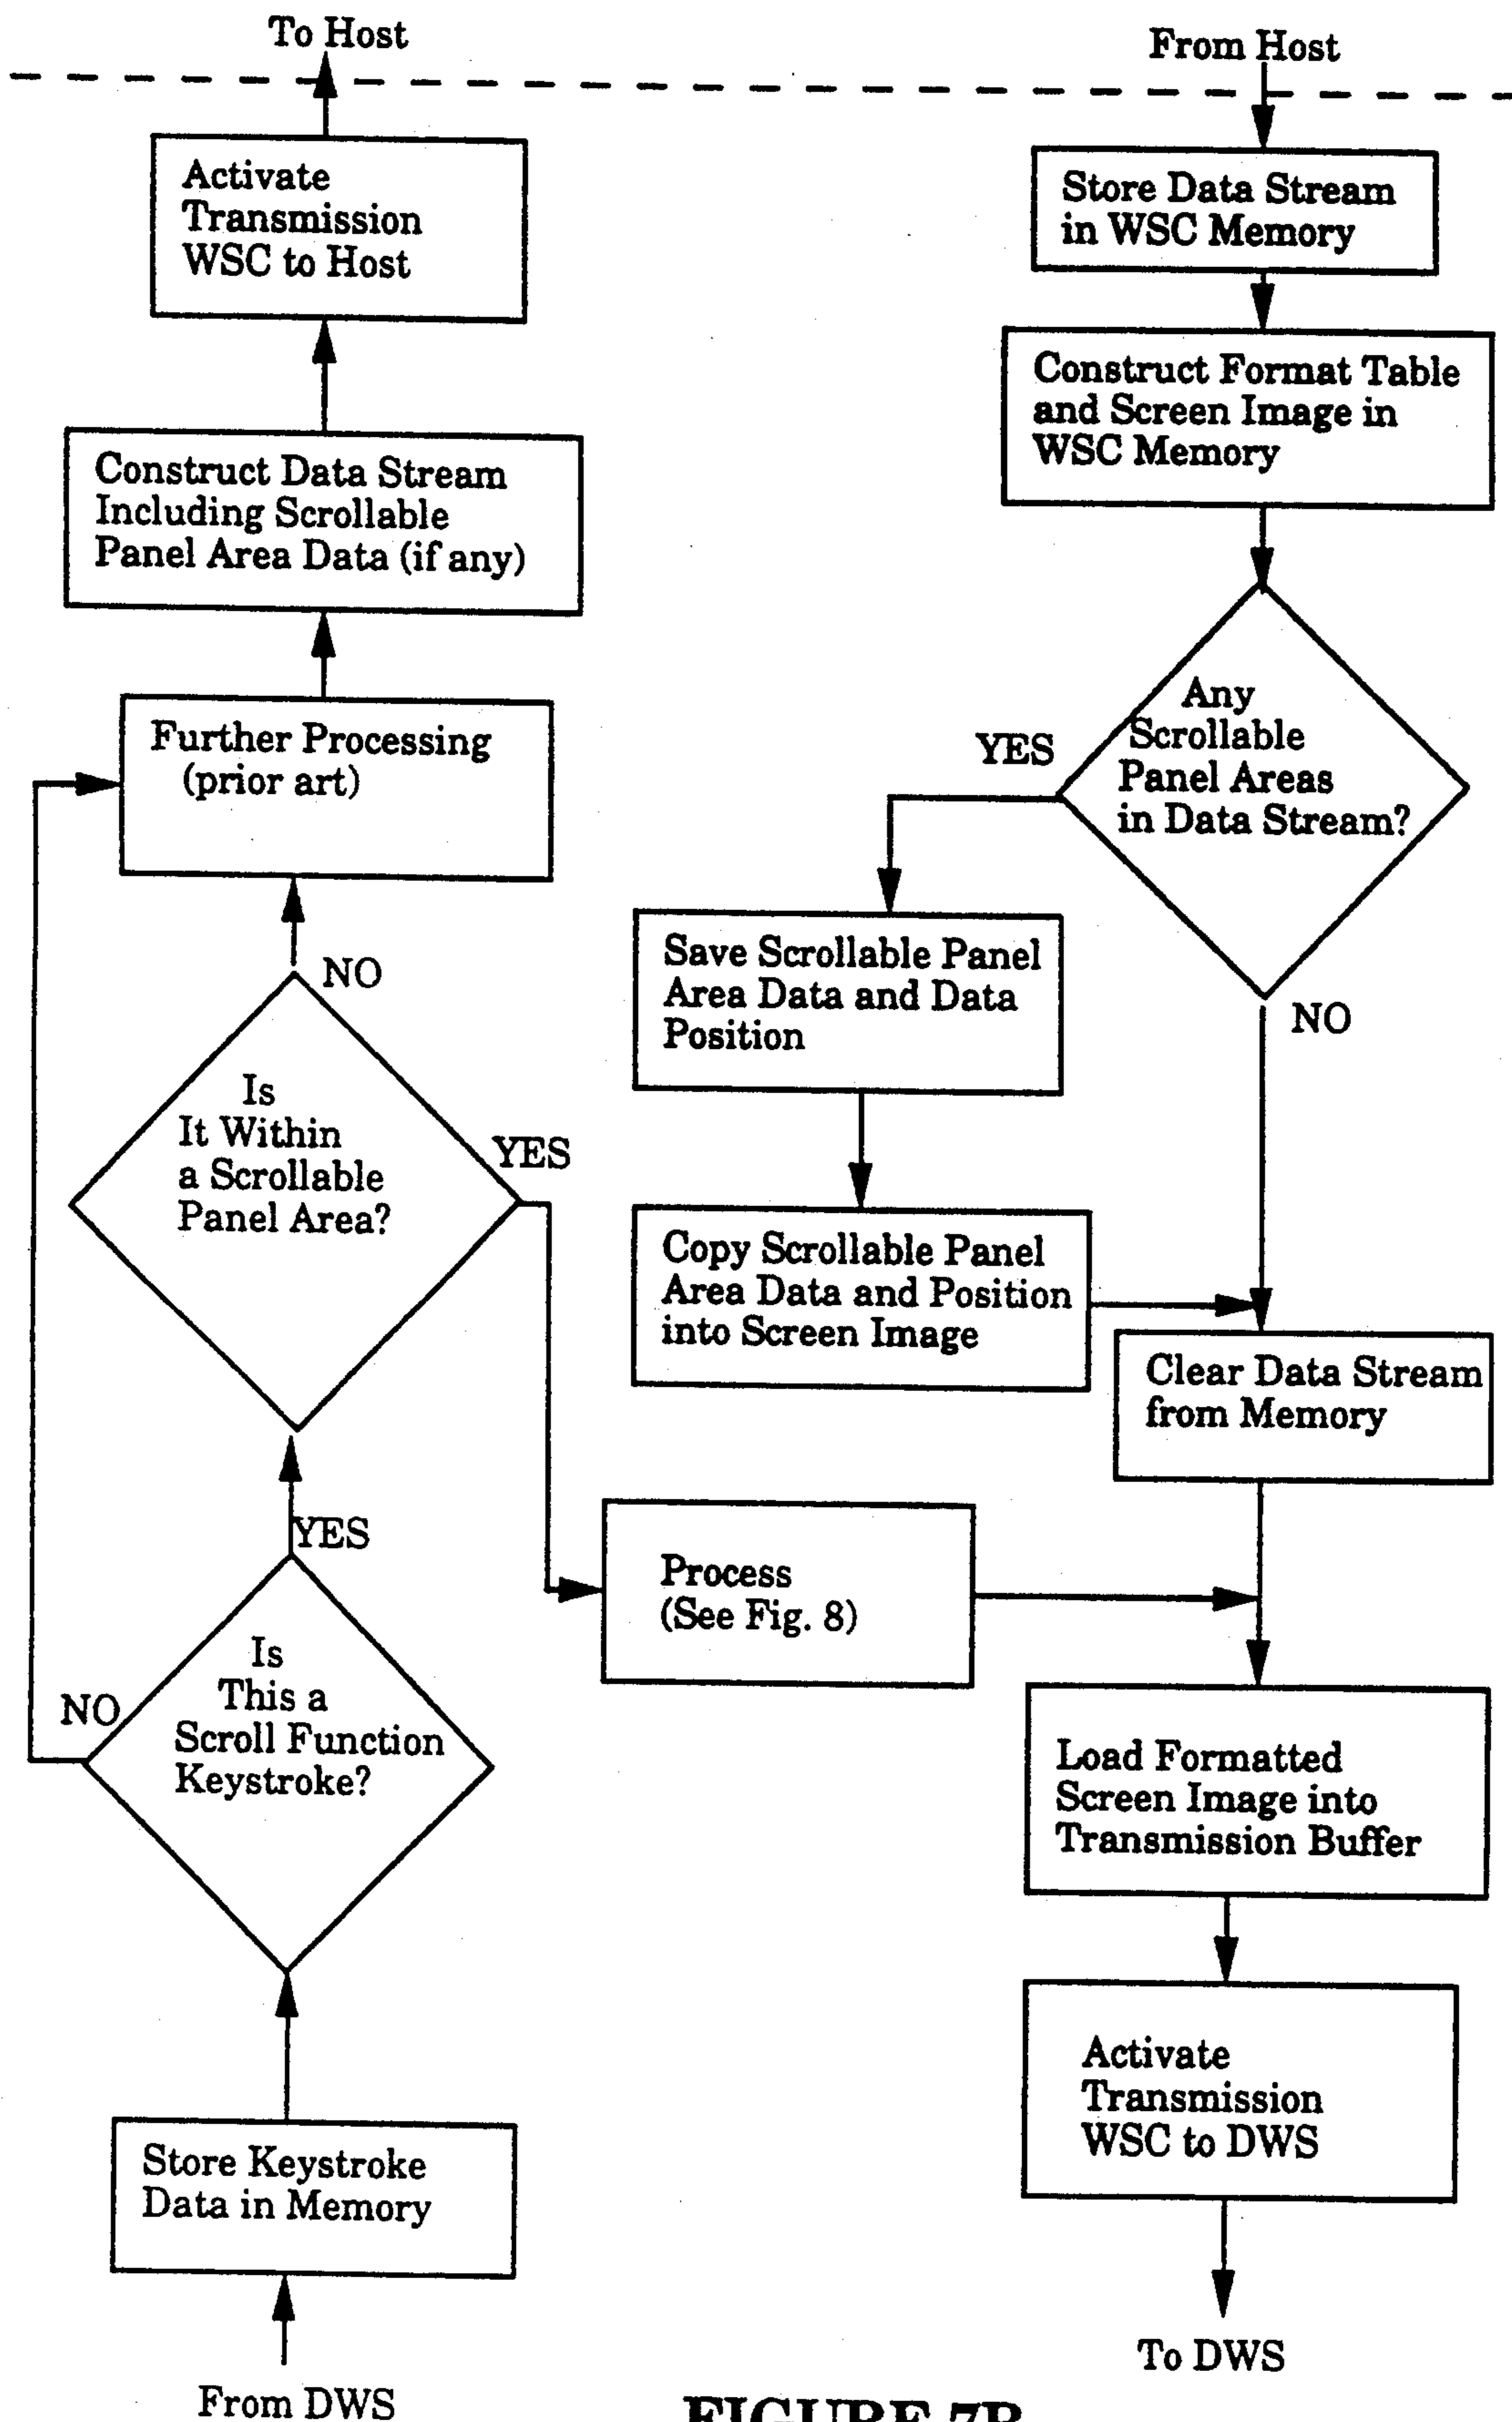 To Host
Activate
Transmission
WSC to Host
Construct Data Stream
Including Scrollable
Panel Area Data (if any)
Further Processing
(prior art)
NO
Is
It Within
a Scrollable
Panel Area?
YES
YES
Is
This a
Scroll Function
Keystroke?
NO
Store Keystroke
Data in Memory
From DWS
From Host
Store Data Stream
in WSC Memory
Construct Format Table
and Screen Image in
WSC Memory
Any
Scrollable
Panel Areas
in Data Stream?
YES
NO
Save Scrollable Panel
Area Data and Data
Position
Copy Scrollable Panel
Area Data and Position
into Screen Image
Clear Data Stream
from Memory
Process
(See Fig. 8)
Load Formatted
Screen Image into
Transmission Buffer
Activate
Transmission
WSC to DWS
To DWS
FIGURE 7B